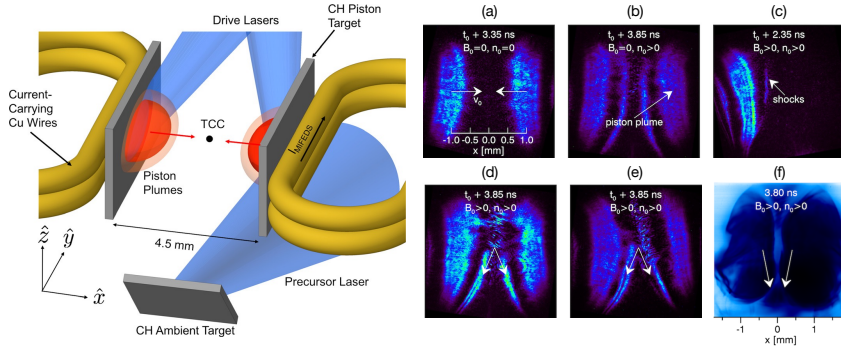 Drive Lasers
CH Piston
Target
Current-
Carrying
Cu Wires
TCC
I_MIFEDS
Piston
Plumes
4.5 mm
Precursor Laser
CH Ambient Target
ẑ
ŷ
x̂
(a)
t₀ + 3.35 ns
B₀=0, n₀=0
v₀
-1.0 -0.5 0.0 0.5 1.0
x [mm]
(b)
t₀ + 3.85 ns
B₀=0, n₀>0
piston plume
(c)
t₀ + 2.35 ns
B₀>0, n₀>0
shocks
(d)
t₀ + 3.85 ns
B₀>0, n₀>0
(e)
t₀ + 3.85 ns
B₀>0, n₀>0
(f)
3.80 ns
B₀>0, n₀>0
-1 0 1
x [mm]